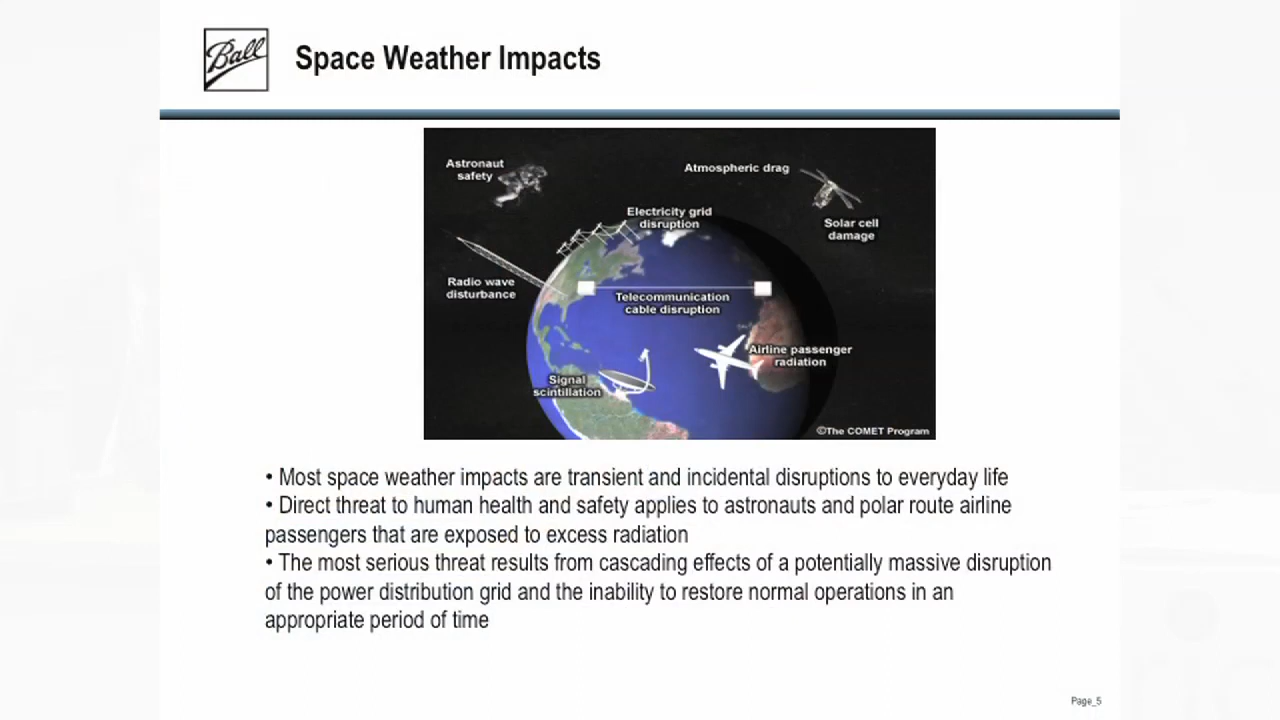 Ball
Space Weather Impacts
Astronaut
safety
Atmospheric drag
Electricity grid
disruption
Solar cell
damage
Radio wave
disturbance
Telecommunication
cable disruption
Airline passenger
radiation
Signal
scintillation
©The COMET Program
• Most space weather impacts are transient and incidental disruptions to everyday life
• Direct threat to human health and safety applies to astronauts and polar route airline
passengers that are exposed to excess radiation
• The most serious threat results from cascading effects of a potentially massive disruption
of the power distribution grid and the inability to restore normal operations in an
appropriate period of time
Page_5